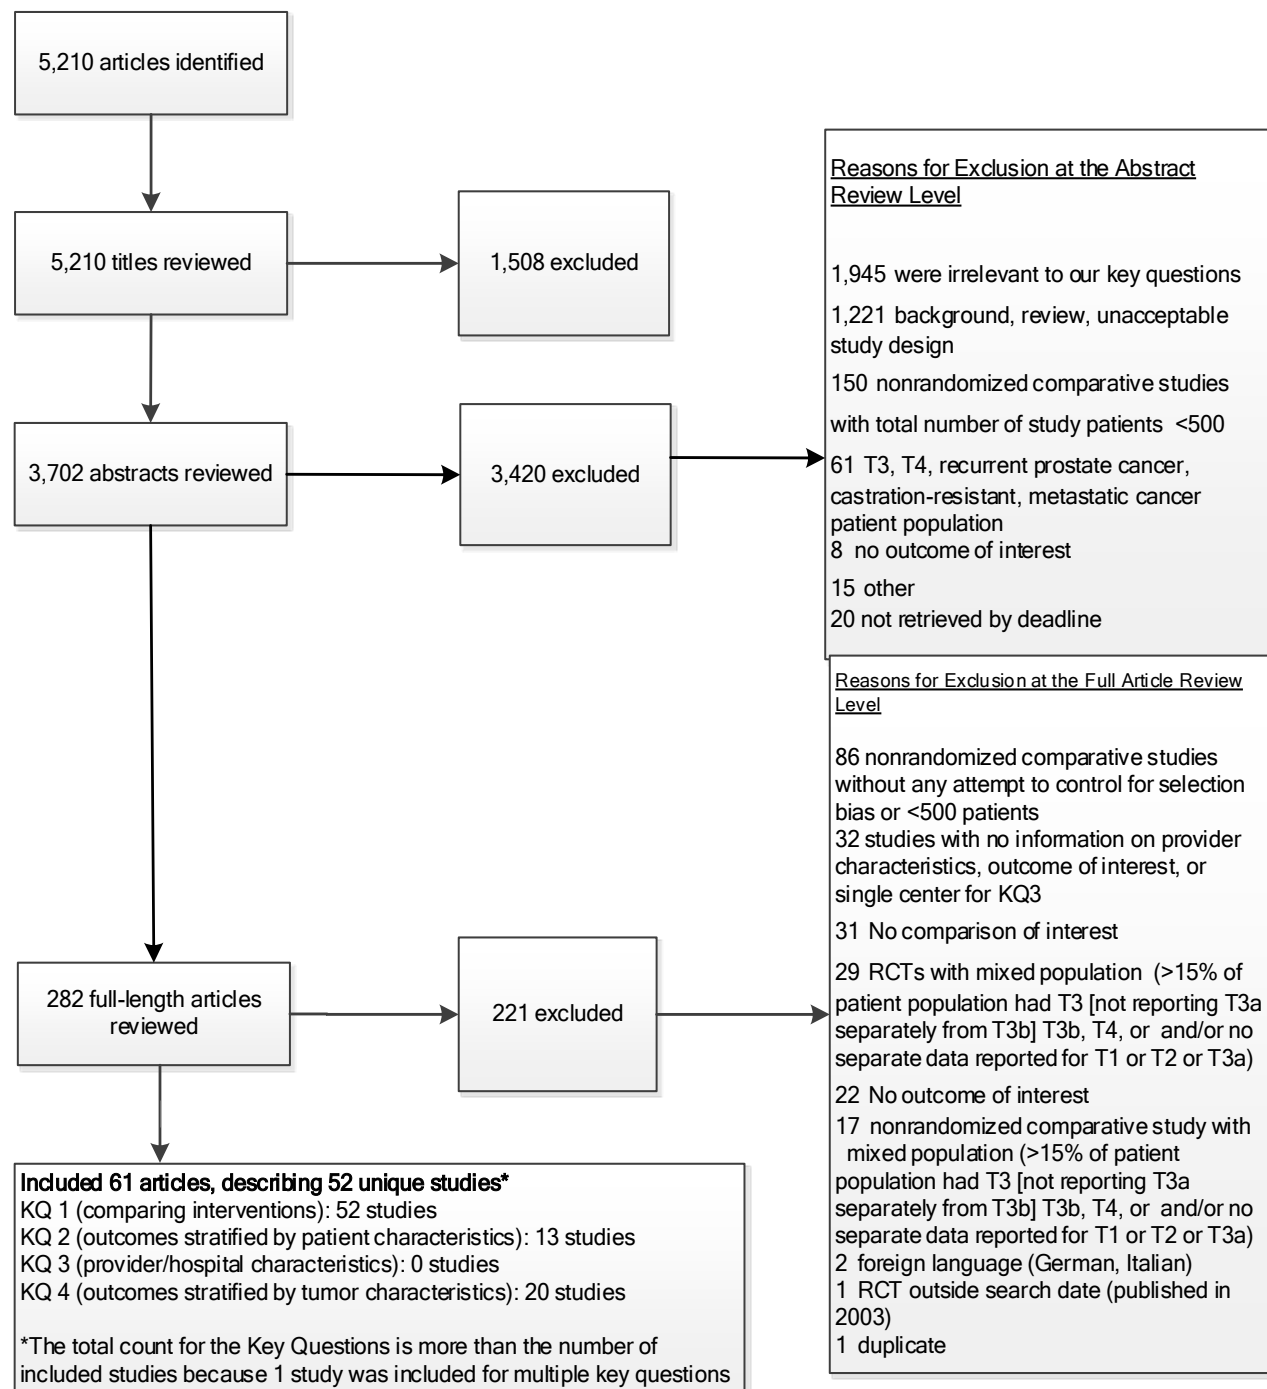 5,210 articles identified
5,210 titles reviewed
1,508 excluded
3,702 abstracts reviewed
3,420 excluded
Reasons for Exclusion at the Abstract
Review Level
1,945 were irrelevant to our key questions
1,221 background, review, unacceptable
study design
150 nonrandomized comparative studies
with total number of study patients <500
61 T3, T4, recurrent prostate cancer,
castration-resistant, metastatic cancer
patient population
8 no outcome of interest
15 other
20 not retrieved by deadline
282 full-length articles
reviewed
221 excluded
Reasons for Exclusion at the Full Article Review
Level
86 nonrandomized comparative studies
without any attempt to control for selection
bias or <500 patients
32 studies with no information on provider
characteristics, outcome of interest, or
single center for KQ3
31 No comparison of interest
29 RCTs with mixed population (>15% of
patient population had T3 [not reporting T3a
separately from T3b] T3b, T4, or and/or no
separate data reported for T1 or T2 or T3a)
22 No outcome of interest
17 nonrandomized comparative study with
mixed population (>15% of patient
population had T3 [not reporting T3a
separately from T3b] T3b, T4, or and/or no
separate data reported for T1 or T2 or T3a)
2 foreign language (German, Italian)
1 RCT outside search date (published in
2003)
1 duplicate
Included 61 articles, describing 52 unique studies*
KQ 1 (comparing interventions): 52 studies
KQ 2 (outcomes stratified by patient characteristics): 13 studies
KQ 3 (provider/hospital characteristics): 0 studies
KQ 4 (outcomes stratified by tumor characteristics): 20 studies
*The total count for the Key Questions is more than the number of
included studies because 1 study was included for multiple key questions